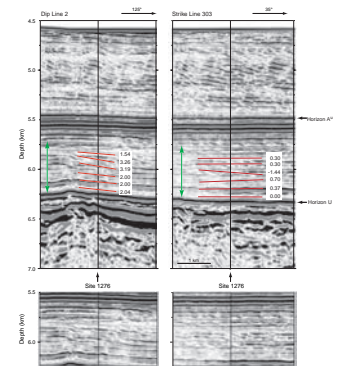 Dip Line 2
125°
Strike Line 303
35°
4.5
5.0
5.5
6.0
6.5
7.0
Depth (km)
Horizon Aᵘ
Horizon U
1.54
3.26
3.19
2.00
2.00
2.04
0.30
0.30
-1.44
0.70
0.37
0.00
1 km
Site 1276
Site 1276
5.5
6.0
Depth (km)